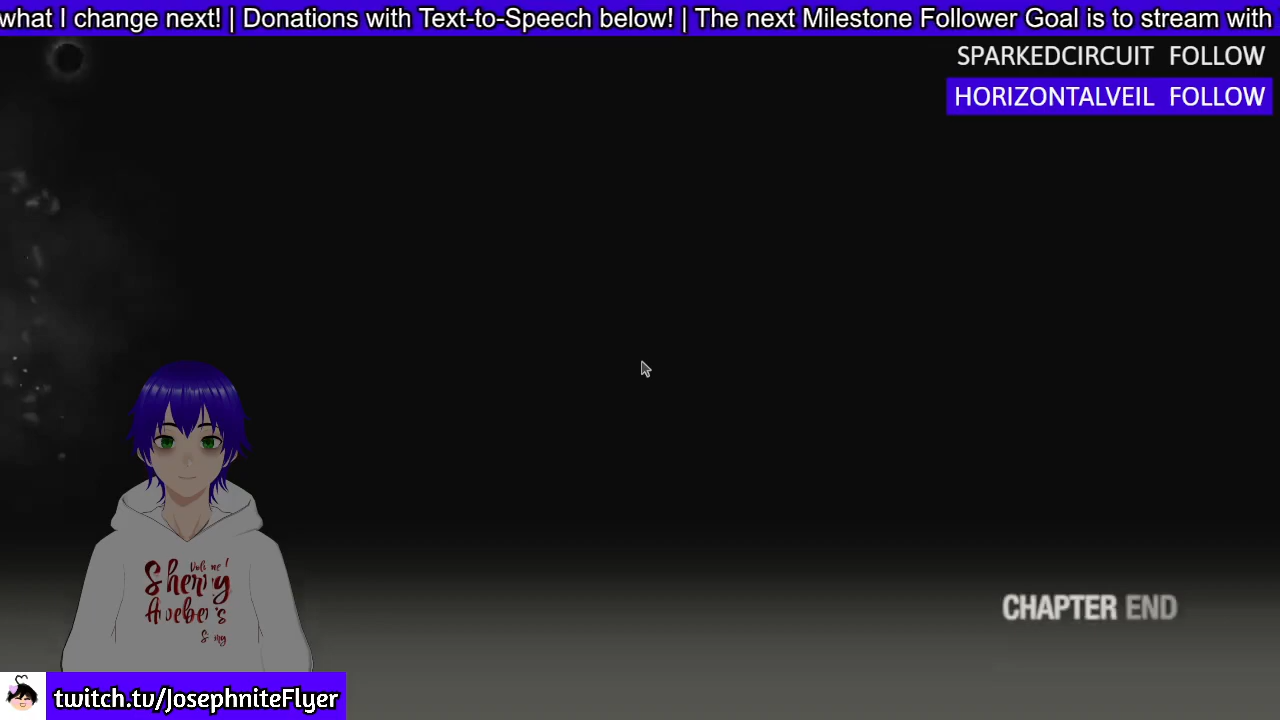 what I change next! | Donations with Text-to-Speech below! | The next Milestone Follower Goal is to stream with
SPARKEDCIRCUIT FOLLOW
HORIZONTALVEIL FOLLOW
CHAPTER END
twitch.tv/JosephniteFlyer